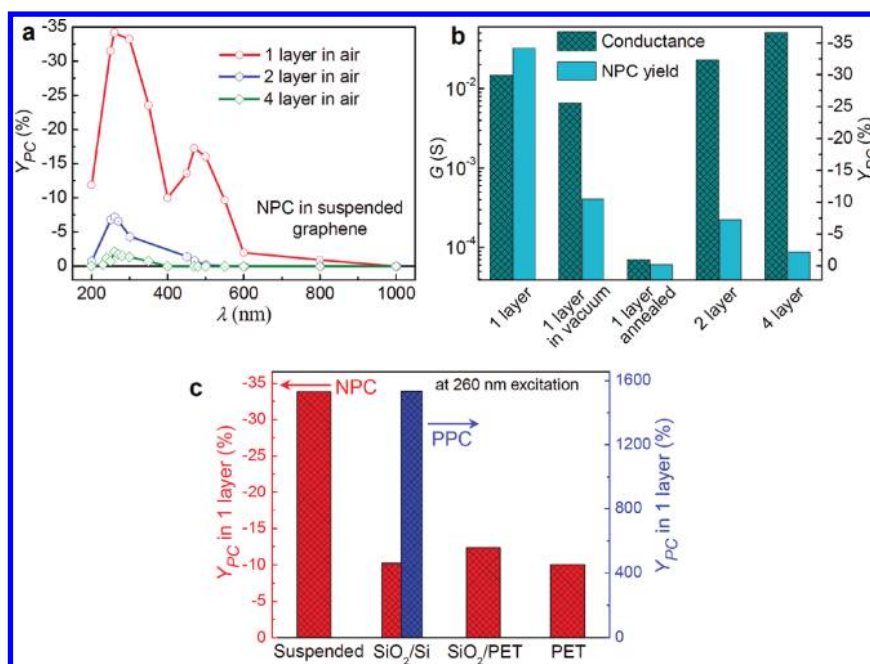 a
-35
-30
-25
-20
-15
-10
-5
0
Y_PC (%)
1 layer in air
2 layer in air
4 layer in air
NPC in suspended
graphene
200 400 600 800 1000
λ (nm)
b
Conductance
NPC yield
10⁻²
10⁻³
10⁻⁴
G (S)
-35
-30
-25
-20
-15
-10
-5
0
Y_PC (%)
1 layer
1 layer
in vacuum
1 layer
annealed
2 layer
4 layer
c
-35
-30
-25
-20
-15
-10
-5
0
Y_PC in 1 layer (%)
NPC
at 260 nm excitation
PPC
1600
1200
800
400
0
Y_PC in 1 layer (%)
Suspended SiO₂/Si SiO₂/PET PET